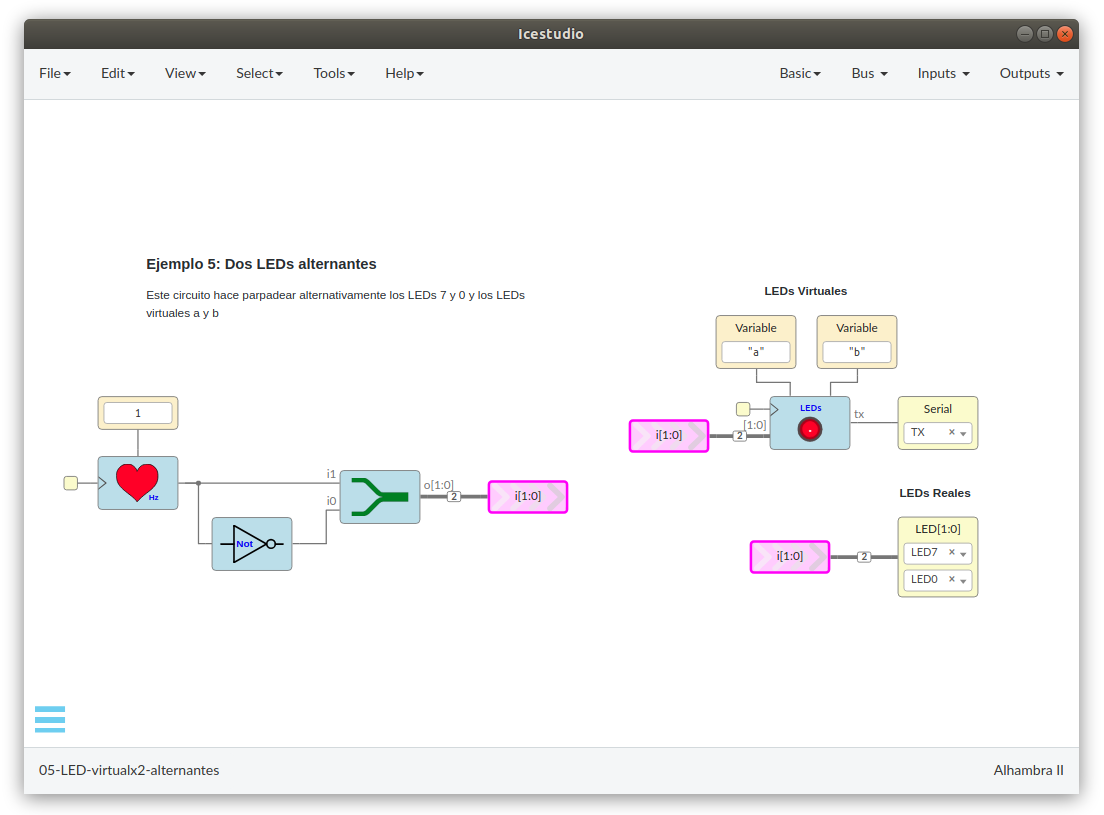 Icestudio
File Edit View Select Tools Help Basic Bus Inputs Outputs
Ejemplo 5: Dos LEDs alternantes
Este circuito hace parpadear alternativamente los LEDs 7 y 0 y los LEDs
virtuales a y b
LEDs Virtuales
Variable
"a"
Variable
"b"
1
Hz
Not
i1
i0
o[1:0]
2
i[1:0]
i[1:0]
2
[1:0]
LEDs
tx
Serial
TX ×
LEDs Reales
i[1:0]
2
LED[1:0]
LED7 ×
LED0 ×
05-LED-virtualx2-alternantes
Alhambra II